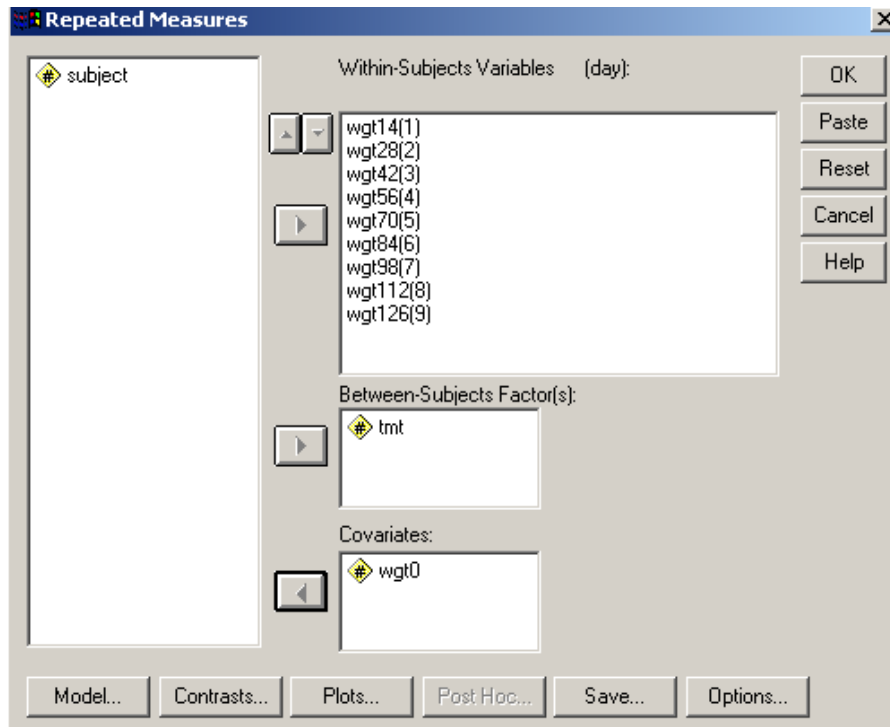 Repeated Measures
subject
Within-Subjects Variables (day):
wgt14(1)
wgt28(2)
wgt42(3)
wgt56(4)
wgt70(5)
wgt84(6)
wgt98(7)
wgt112(8)
wgt126(9)
OK
Paste
Reset
Cancel
Help
Between-Subjects Factor(s):
tmt
Covariates:
wgt0
Model... Contrasts... Plots... Post Hoc... Save... Options...